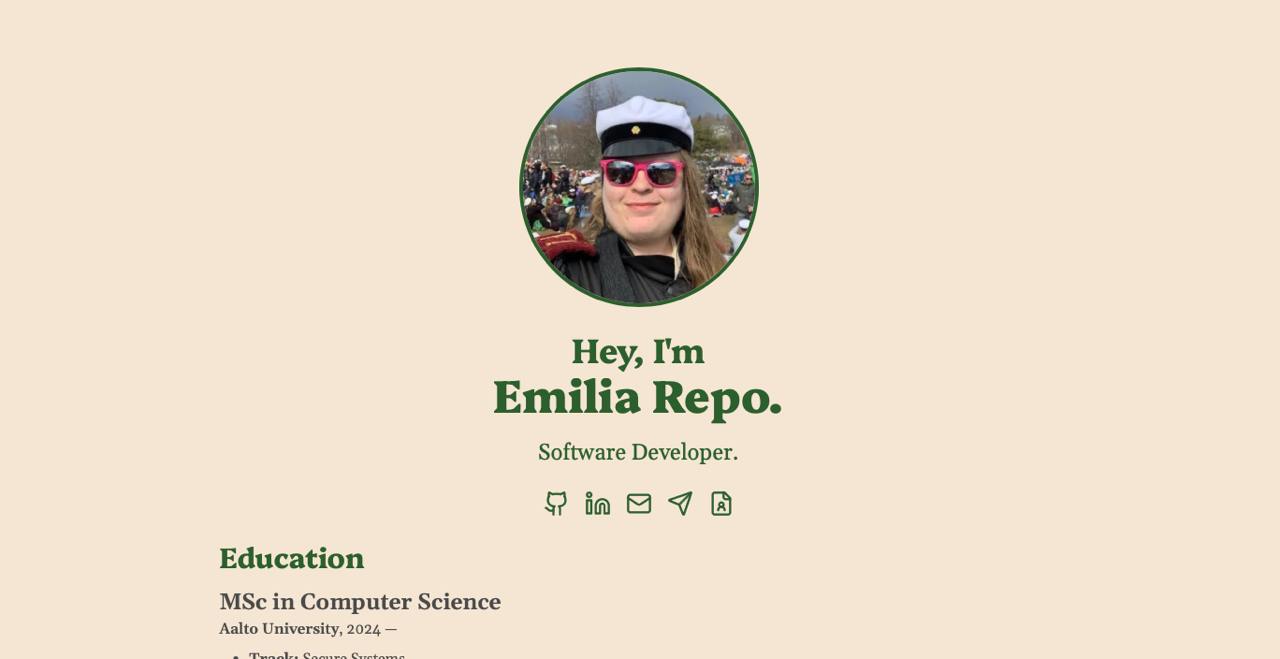 Hey, I'm
Emilia Repo.
Software Developer.
Education
MSc in Computer Science
Aalto University, 2024 —
• Track: Secure Systems